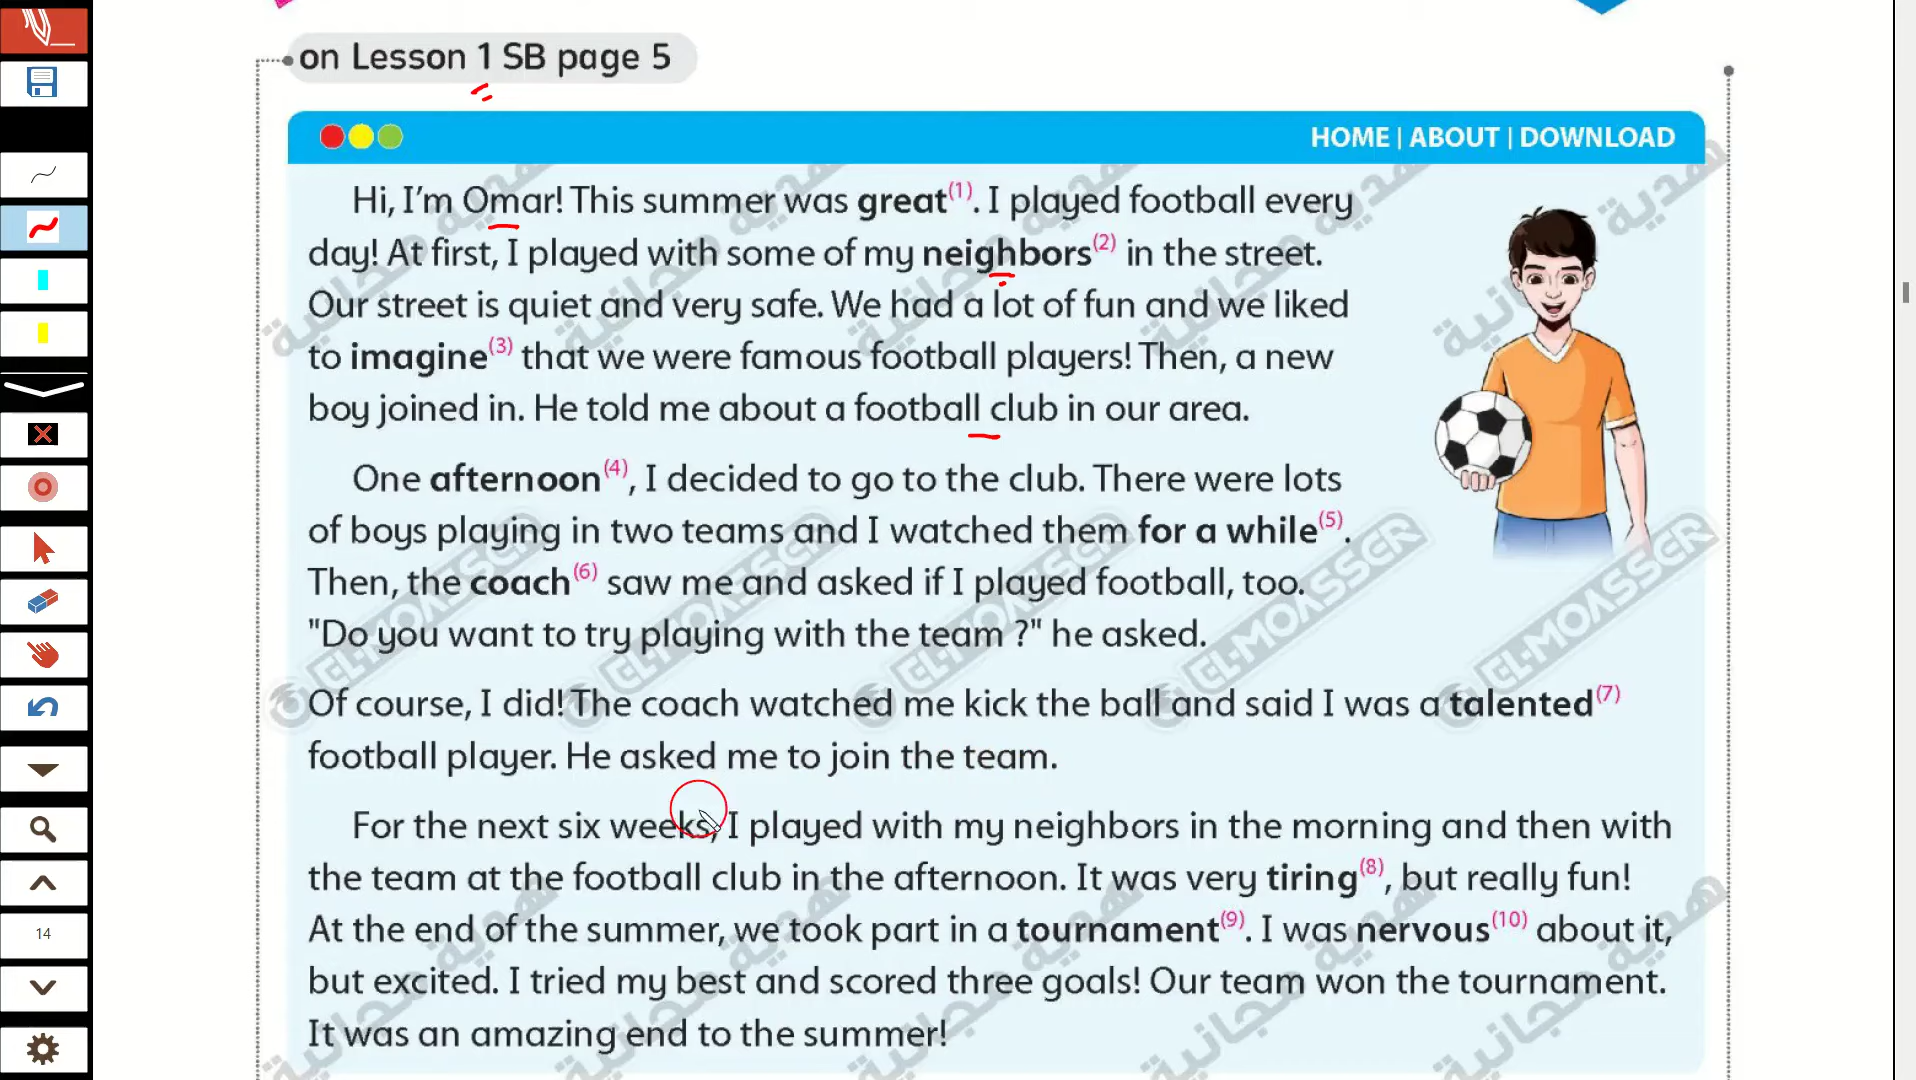 on Lesson 1 SB page 5
HOME | ABOUT | DOWNLOAD
Hi, I'm Omar! This summer was great(1). I played football every
day! At first, I played with some of my neighbors(2) in the street.
Our street is quiet and very safe. We had a lot of fun and we liked
to imagine(3) that we were famous football players! Then, a new
boy joined in. He told me about a football club in our area.
One afternoon(4), I decided to go to the club. There were lots
of boys playing in two teams and I watched them for a while(5).
Then, the coach(6) saw me and asked if I played football, too.
"Do you want to try playing with the team ?" he asked.
Of course, I did! The coach watched me kick the ball and said I was a talented(7)
football player. He asked me to join the team.
For the next six weeks, I played with my neighbors in the morning and then with
the team at the football club in the afternoon. It was very tiring(8), but really fun!
At the end of the summer, we took part in a tournament(9). I was nervous(10) about it,
but excited. I tried my best and scored three goals! Our team won the tournament.
It was an amazing end to the summer!
14
هدية مجانية
EL-MOASSER